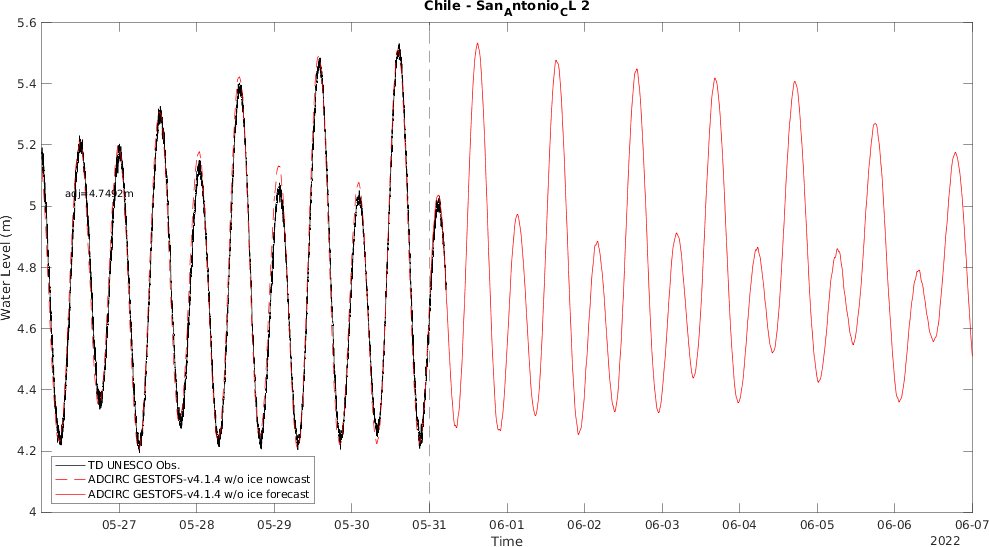 Chile - SanAntonioCL 2
5.6
5.4
5.2
adj=4.7492m
5
Water Level (m)
4.8
4.6
4.4
4.2
4
TD UNESCO Obs.
ADCIRC GESTOFS-v4.1.4 w/o ice nowcast
ADCIRC GESTOFS-v4.1.4 w/o ice forecast
05-27 05-28 05-29 05-30 05-31 06-01 06-02 06-03 06-04 06-05 06-06 06-07
Time
2022